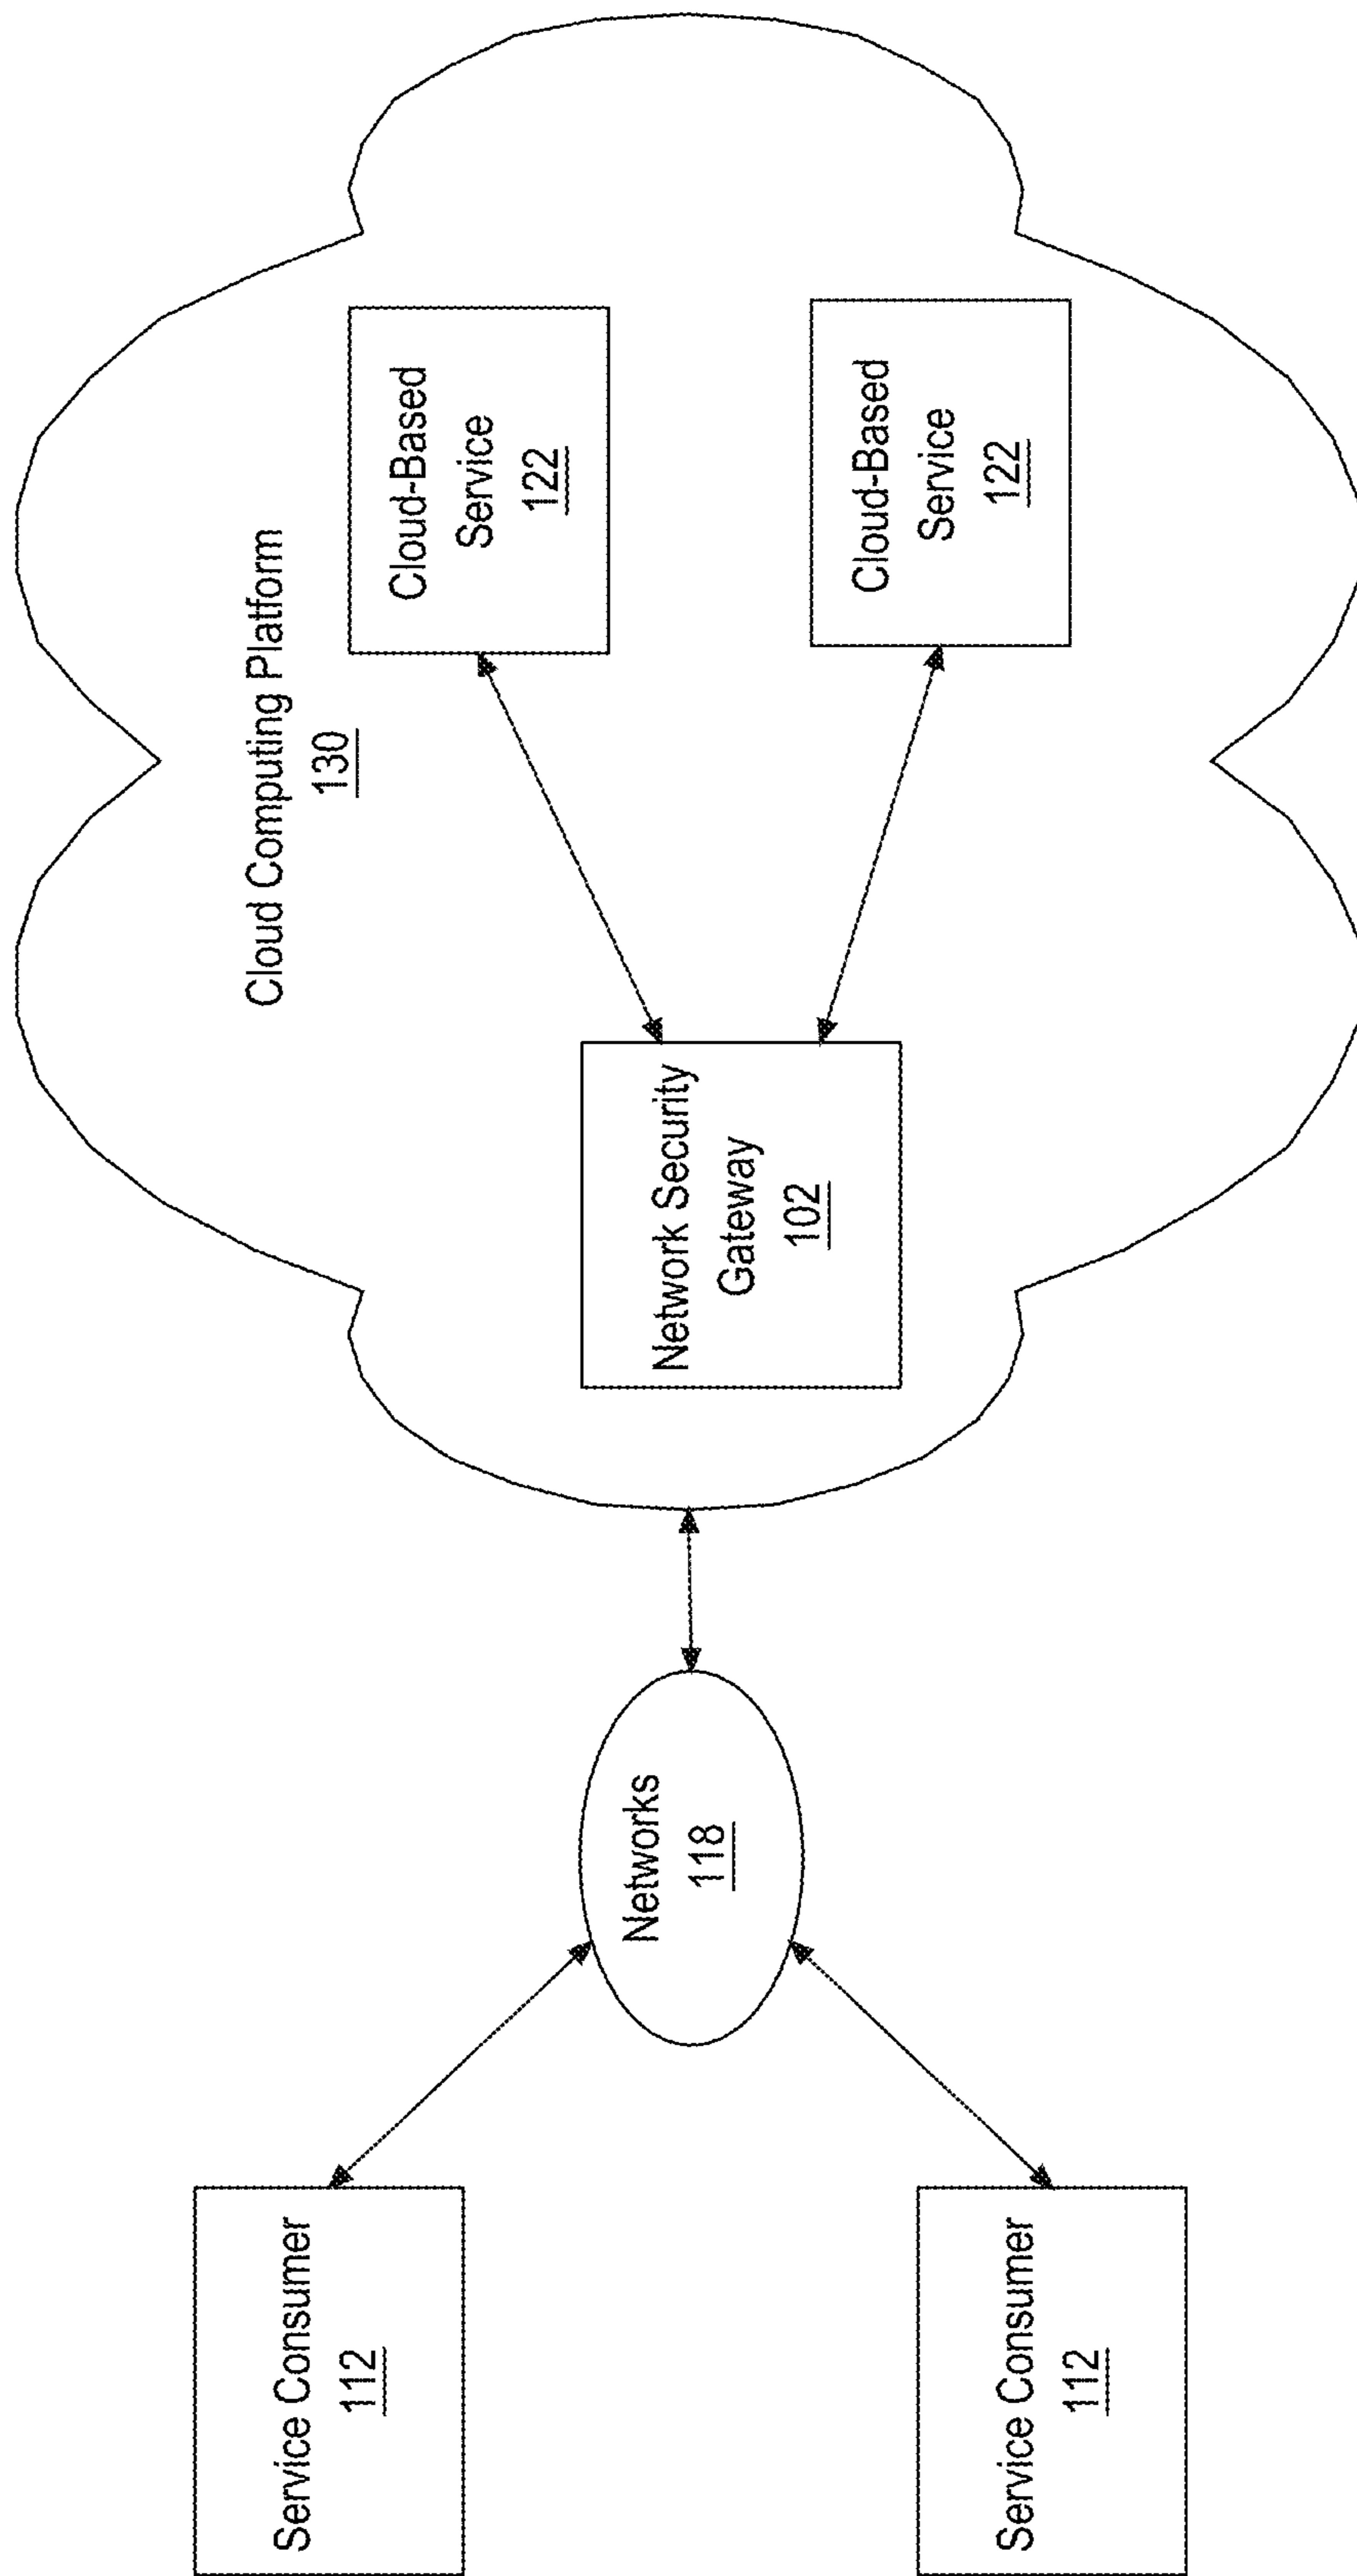 Cloud Computing Platform
130
Service Consumer
112
Cloud-Based
Service
122
Networks
118
Network Security
Gateway
102
Service Consumer
112
Cloud-Based
Service
122